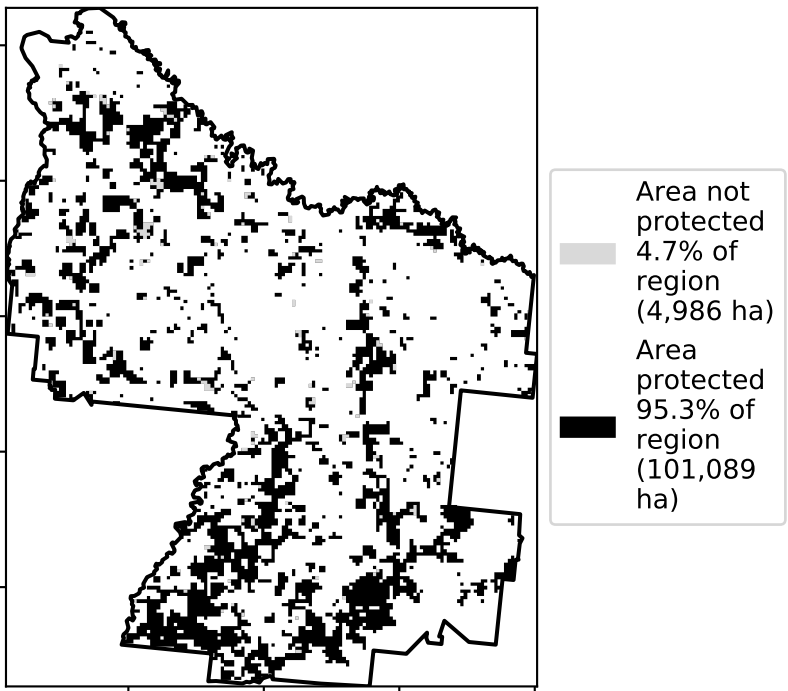 Area not
protected
4.7% of
region
(4,986 ha)
Area
protected
95.3% of
region
(101,089
ha)